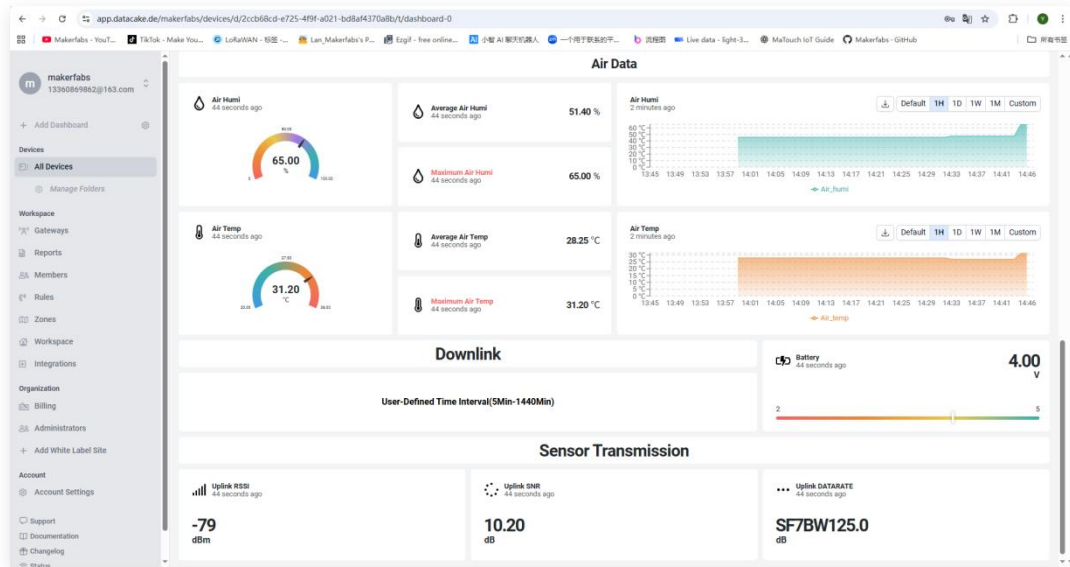 app.datacake.de/makerfabs/devices/d/2ccb68cd-e725-4f9f-a021-bd8af4370a8b/t/dashboard-0
Makerfabs - YouT...
TikTok - Make You...
LoRaWAN - 标签 -...
Lan_Makerfabs's P...
Ezgif - free online...
小智 AI 聊天机器人
一个用于联系的平...
流程图
Live data - light-3...
MaTouch IoT Guide
Makerfabs - GitHub
所有书签
m
makerfabs
13360869862@163.com
+ Add Dashboard
Devices
All Devices
Manage Folders
Workspace
Gateways
Reports
Members
Rules
Zones
Workspace
Integrations
Organization
Billing
Administrators
+ Add White Label Site
Account
Account Settings
Support
Documentation
Changelog
Status
Air Data
Air Humi
44 seconds ago
65.00
%
0
100.00
Average Air Humi
44 seconds ago
51.40 %
Maximum Air Humi
44 seconds ago
65.00 %
Air Humi
2 minutes ago
Default 1H 1D 1W 1M Custom
60 °C
50 °C
40 °C
30 °C
20 °C
10 °C
0 °C
13:45 13:49 13:53 13:57 14:01 14:05 14:09 14:13 14:17 14:21 14:25 14:29 14:33 14:37 14:41 14:46
Air_humi
Air Temp
44 seconds ago
31.20
°C
Average Air Temp
44 seconds ago
28.25 °C
Maximum Air Temp
44 seconds ago
31.20 °C
Air Temp
2 minutes ago
Default 1H 1D 1W 1M Custom
30 °C
25 °C
20 °C
15 °C
10 °C
5 °C
0 °C
13:45 13:49 13:53 13:57 14:01 14:05 14:09 14:13 14:17 14:21 14:25 14:29 14:33 14:37 14:41 14:46
Air_temp
Downlink
User-Defined Time Interval(5Min-1440Min)
Battery
44 seconds ago
4.00
V
2
5
Sensor Transmission
Uplink RSSI
44 seconds ago
-79
dBm
Uplink SNR
44 seconds ago
10.20
dB
Uplink DATARATE
44 seconds ago
SF7BW125.0
dB